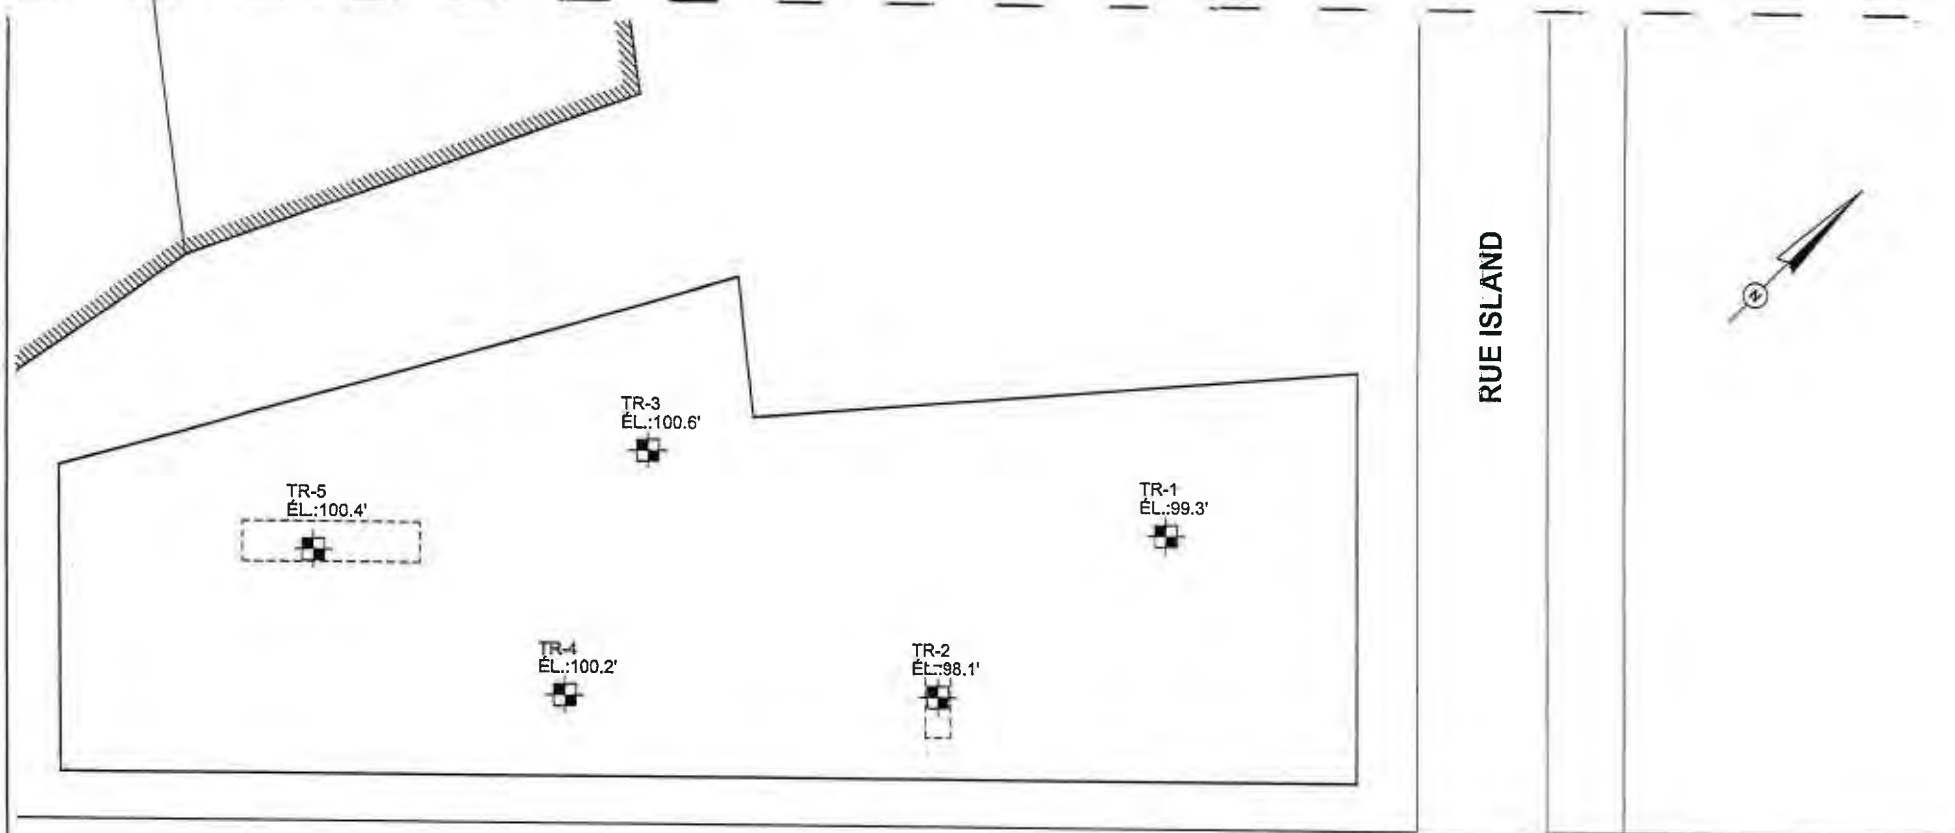 RUE ISLAND
N
TR-3
ÉL.:100.6'
TR-5
ÉL.:100.4'
TR-1
ÉL.:99.3'
TR-4
ÉL.:100.2'
TR-2
ÉL.:98.1'